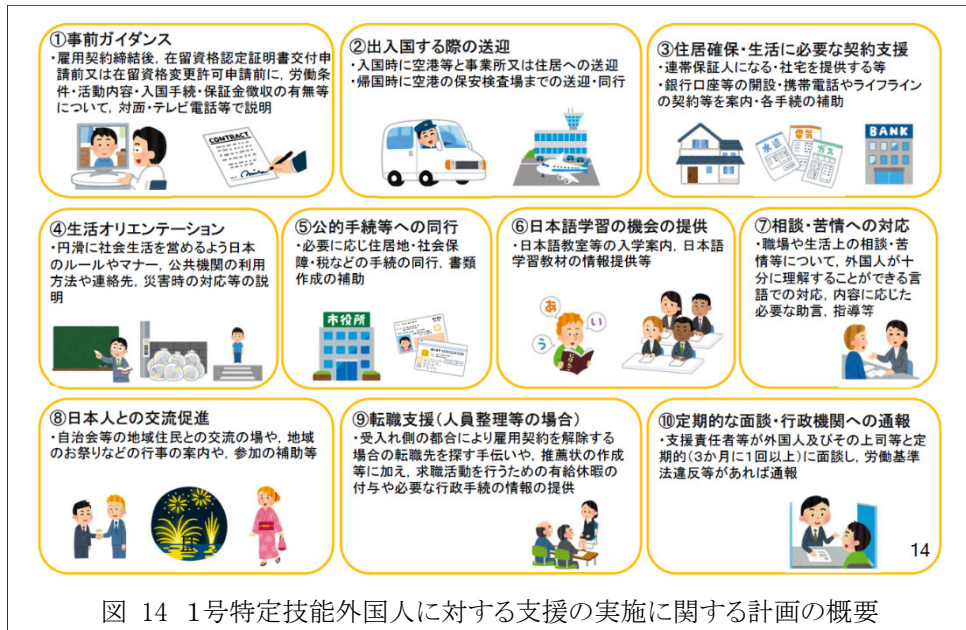 ①事前ガイダンス
・雇用契約締結後，在留資格認定証明書交付申
請前又は在留資格変更許可申請前に，労働条
件・活動内容・入国手続・保証金徴収の有無等
について，対面・テレビ電話等で説明
CONTRACT
②出入国する際の送迎
・入国時に空港等と事業所又は住居への送迎
・帰国時に空港の保安検査場までの送迎・同行
③住居確保・生活に必要な契約支援
・連帯保証人になる・社宅を提供する等
・銀行口座等の開設・携帯電話やライフライン
の契約等を案内・各手続の補助
水道
電気
ガス
BANK
④生活オリエンテーション
・円滑に社会生活を営めるよう日本
のルールやマナー，公共機関の利用
方法や連絡先，災害時の対応等の説
明
⑤公的手続等への同行
・必要に応じ住居地・社会保
障・税などの手続の同行，書類
作成の補助
市役所
⑥日本語学習の機会の提供
・日本語教室等の入学案内，日本語
学習教材の情報提供等
あ
い
う
にほんご
⑦相談・苦情への対応
・職場や生活上の相談・苦
情等について，外国人が十
分に理解することができる言
語での対応，内容に応じた
必要な助言，指導等
⑧日本人との交流促進
・自治会等の地域住民との交流の場や，地域
のお祭りなどの行事の案内や，参加の補助等
⑨転職支援（人員整理等の場合）
・受入れ側の都合により雇用契約を解除する
場合の転職先を探す手伝いや，推薦状の作成
等に加え，求職活動を行うための有給休暇の
付与や必要な行政手続の情報の提供
⑩定期的な面談・行政機関への通報
・支援責任者等が外国人及びその上司等と定
期的（3か月に1回以上）に面談し，労働基準
法違反等があれば通報
14
図 14 1号特定技能外国人に対する支援の実施に関する計画の概要